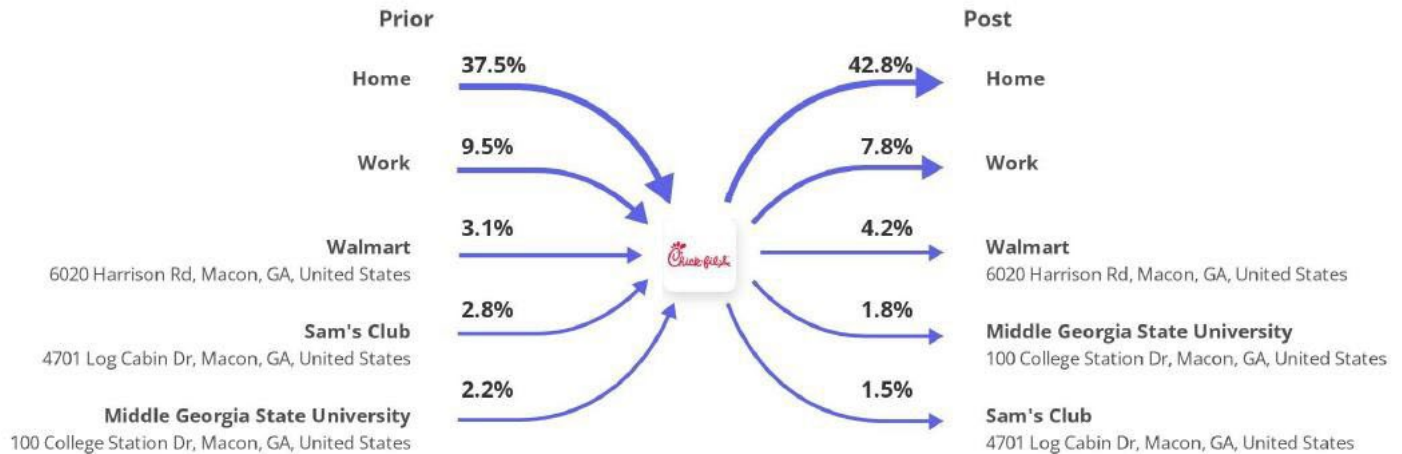 Prior
Post
37.5%
Home
9.5%
Work
3.1%
Walmart
6020 Harrison Rd, Macon, GA, United States
2.8%
Sam's Club
4701 Log Cabin Dr, Macon, GA, United States
2.2%
Middle Georgia State University
100 College Station Dr, Macon, GA, United States
Chick-fil-A
42.8%
Home
7.8%
Work
4.2%
Walmart
6020 Harrison Rd, Macon, GA, United States
1.8%
Middle Georgia State University
100 College Station Dr, Macon, GA, United States
1.5%
Sam's Club
4701 Log Cabin Dr, Macon, GA, United States